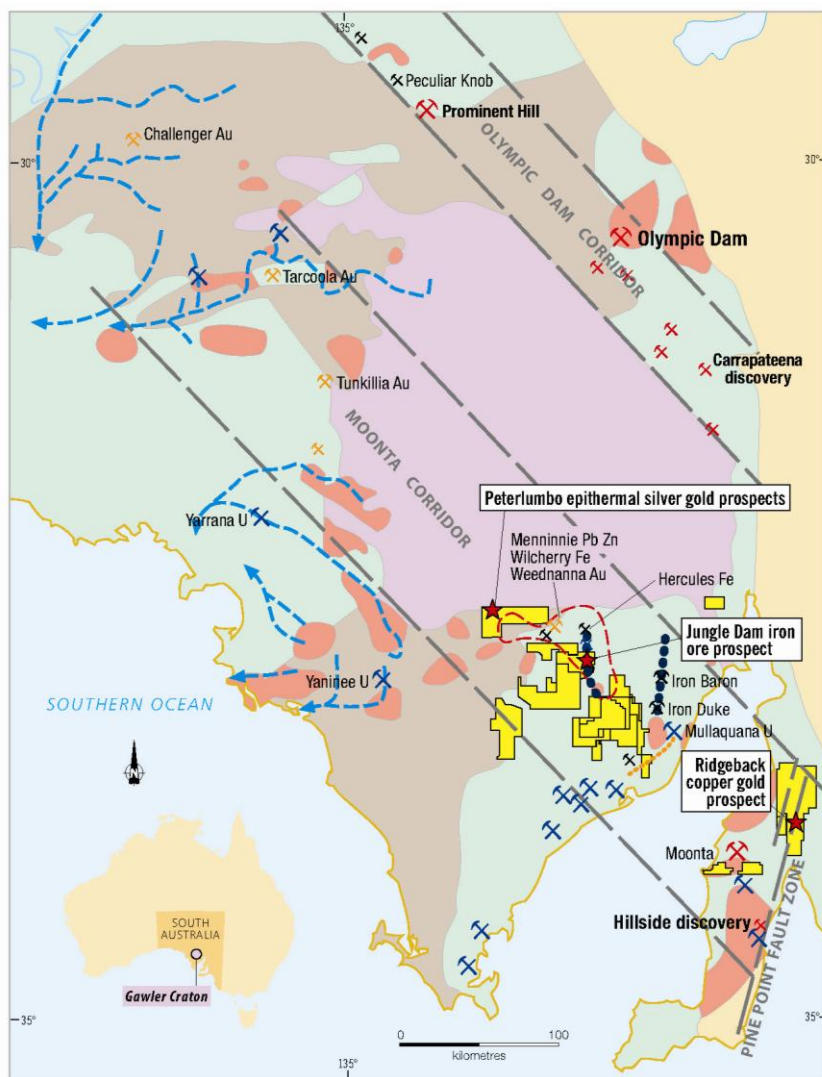 135°
Peculiar Knob
Prominent Hill
Challenger Au
30°
30°
OLYMPIC DAM CORRIDOR
Olympic Dam
Tarcoola Au
Carrapateena
discovery
Tunkillia Au
MOONTA CORRIDOR
Peterlumbo epithermal silver gold prospects
Yarrana U
Menninnie Pb Zn
Wilcherry Fe
Weednanna Au
Hercules Fe
Jungle Dam iron
ore prospect
Yaninee U
Iron Baron
SOUTHERN OCEAN
Iron Duke
Mullaquana U
N
Ridgeback
copper gold
prospect
Moonta
SOUTH
AUSTRALIA
Hillside discovery
PINE POINT FAULT ZONE
Gawler Craton
35°
35°
0
100
kilometres
135°